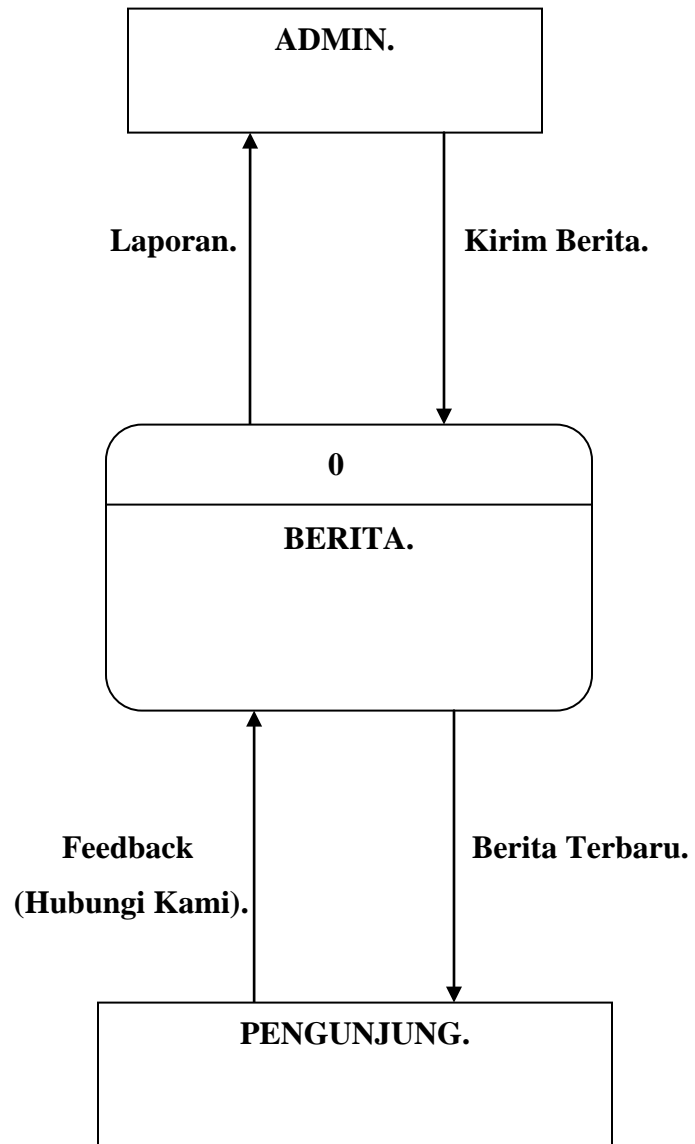 ADMIN.
Laporan.
Kirim Berita.
0
BERITA.
Feedback
(Hubungi Kami).
Berita Terbaru.
PENGUNJUNG.